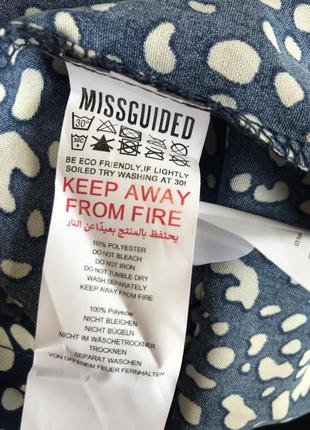 MISSGUIDED
30°
BE ECO FRIENDLY, IF LIGHTLY
SOILED TRY WASHING AT 30!
KEEP AWAY
FROM FIRE
يحتفظ بالمنتج بعيدًا عن النار
100% POLYESTER
DO NOT BLEACH
DO NOT IRON
DO NOT TUMBLE DRY
WASH SEPARATELY
KEEP AWAY FROM FIRE
100% Polyester
NICHT BLEICHEN
NICHT BÜGELN
NICHT IM WÄSCHETROCKNER
TROCKNEN
SEPARAT WASCHEN
VON OFFENEM FEUER FERNHALTEN